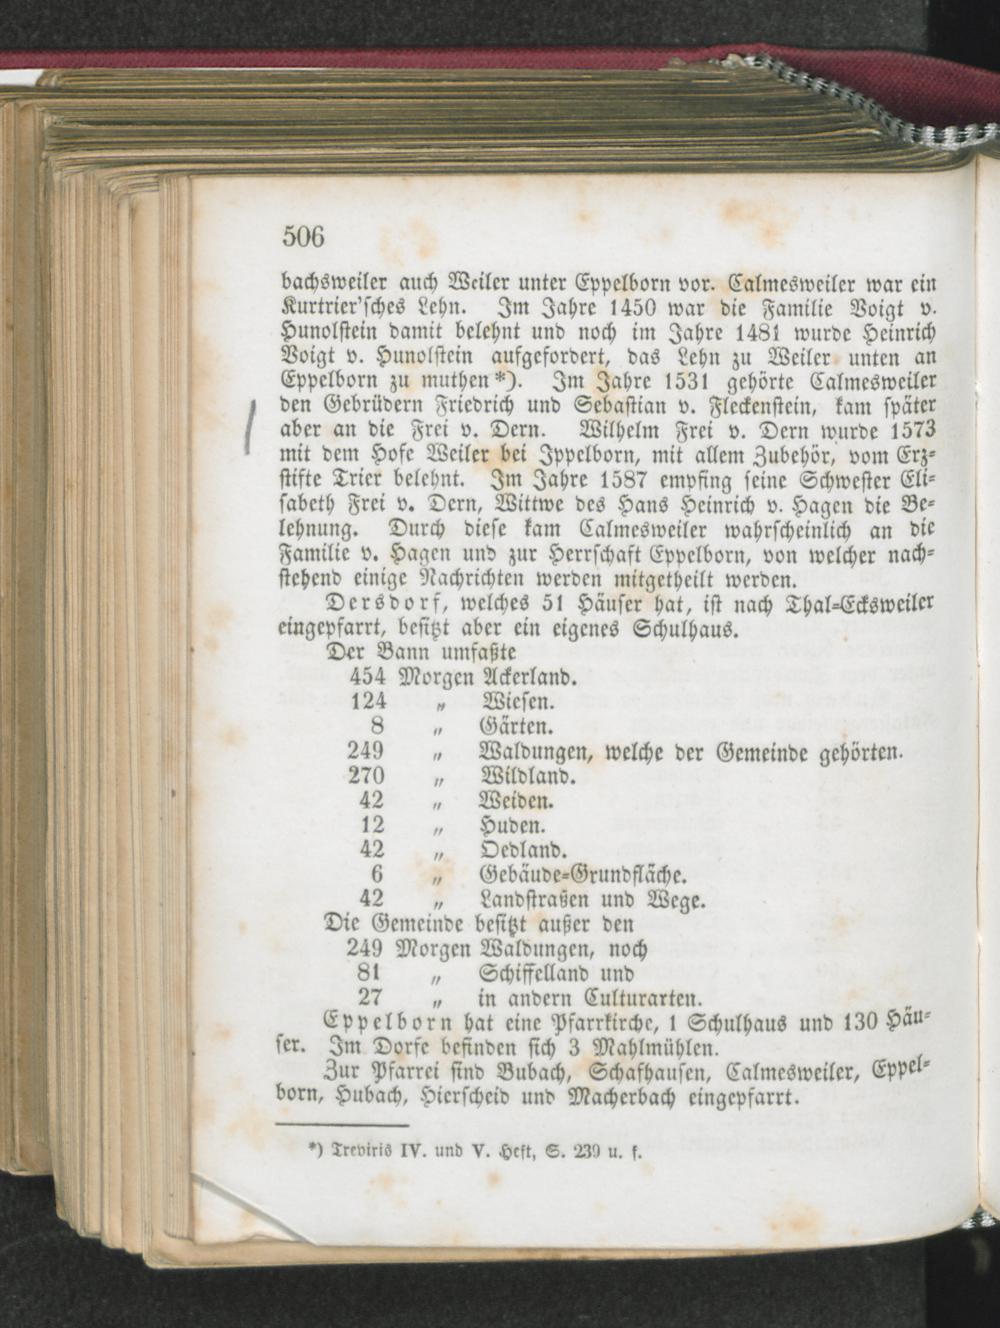 506
bachsweiler auch Weiler unter Eppelborn vor. Calmesweiler war ein
Kurtrier'sches Lehn. Im Jahre 1450 war die Familie Voigt v.
Hunolstein damit belehnt und noch im Jahre 1481 wurde Heinrich
Voigt v. Hunolstein aufgefordert, das Lehn zu Weiler unten an
Eppelborn zu muthen*). Im Jahre 1531 gehörte Calmesweiler
den Gebrüdern Friedrich und Sebastian v. Fleckenstein, kam später
aber an die Frei v. Dern. Wilhelm Frei v. Dern wurde 1573
mit dem Hofe Weiler bei Ippelborn, mit allem Zubehör, vom Erz-
stifte Trier belehnt. Im Jahre 1587 empfing seine Schwester Eli-
sabeth Frei v. Dern, Wittwe des Hans Heinrich v. Hagen die Be-
lehnung. Durch diese kam Calmesweiler wahrscheinlich an die
Familie v. Hagen und zur Herrschaft Eppelborn, von welcher nach-
stehend einige Nachrichten werden mitgetheilt werden.
Dersdorf, welches 51 Häuser hat, ist nach Thal-Ecksweiler
eingepfarrt, besitzt aber ein eigenes Schulhaus.
Der Bann umfaßte
454 Morgen Ackerland.
124 „ Wiesen.
8 „ Gärten.
249 „ Waldungen, welche der Gemeinde gehörten.
270 „ Wildland.
42 „ Weiden.
12 „ Huden.
42 „ Oedland.
6 „ Gebäude-Grundfläche.
42 „ Landstraßen und Wege.
Die Gemeinde besitzt außer den
249 Morgen Waldungen, noch
81 „ Schiffelland und
27 „ in andern Culturarten.
Eppelborn hat eine Pfarrkirche, 1 Schulhaus und 130 Häu-
ser. Im Dorfe befinden sich 3 Mahlmühlen.
Zur Pfarrei sind Bubach, Schafhausen, Calmesweiler, Eppel-
born, Hubach, Hierscheid und Macherbach eingepfarrt.
*) Treviris IV. und V. Heft, S. 239 u. f.